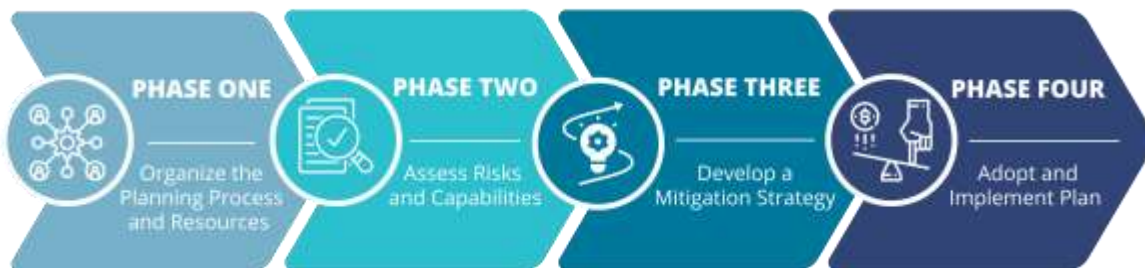 PHASE ONE
Organize the
Planning Process
and Resources
PHASE TWO
Assess Risks
and Capabilities
PHASE THREE
Develop a
Mitigation Strategy
PHASE FOUR
$
Adopt and
Implement Plan